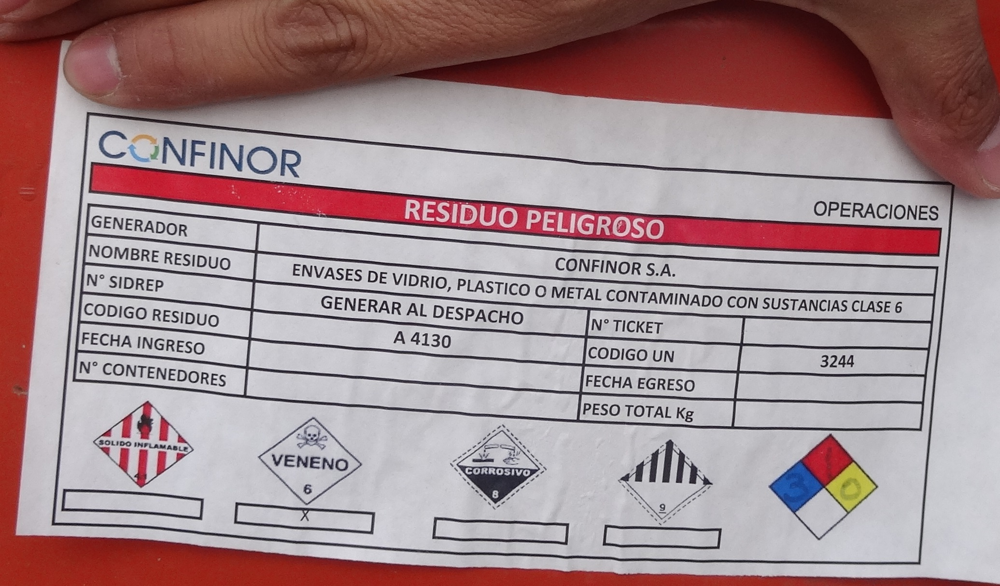 CONFINOR
OPERACIONES
RESIDUO PELIGROSO
GENERADOR CONFINOR S.A.
NOMBRE RESIDUO ENVASES DE VIDRIO, PLASTICO O METAL CONTAMINADO CON SUSTANCIAS CLASE 6
N° SIDREP GENERAR AL DESPACHO N° TICKET
CODIGO RESIDUO A 4130 CODIGO UN 3244
FECHA INGRESO FECHA EGRESO
N° CONTENEDORES PESO TOTAL Kg
SOLIDO INFLAMABLE
4.1
VENENO
6
X
CORROSIVO
8
9
1
3 0